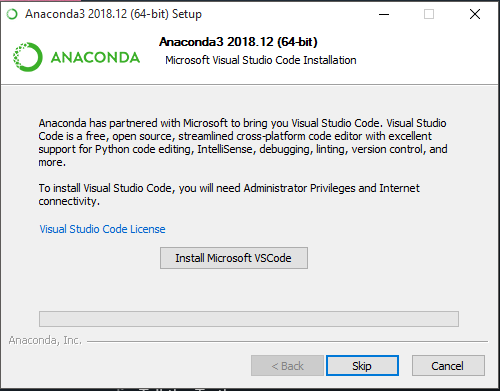 Anaconda3 2018.12 (64-bit) Setup
ANACONDA
Anaconda3 2018.12 (64-bit)
Microsoft Visual Studio Code Installation
Anaconda has partnered with Microsoft to bring you Visual Studio Code. Visual Studio
Code is a free, open source, streamlined cross-platform code editor with excellent
support for Python code editing, IntelliSense, debugging, linting, version control, and
more.
To install Visual Studio Code, you will need Administrator Privileges and Internet
connectivity.
Visual Studio Code License
Install Microsoft VSCode
Anaconda, Inc.
< Back
Skip
Cancel